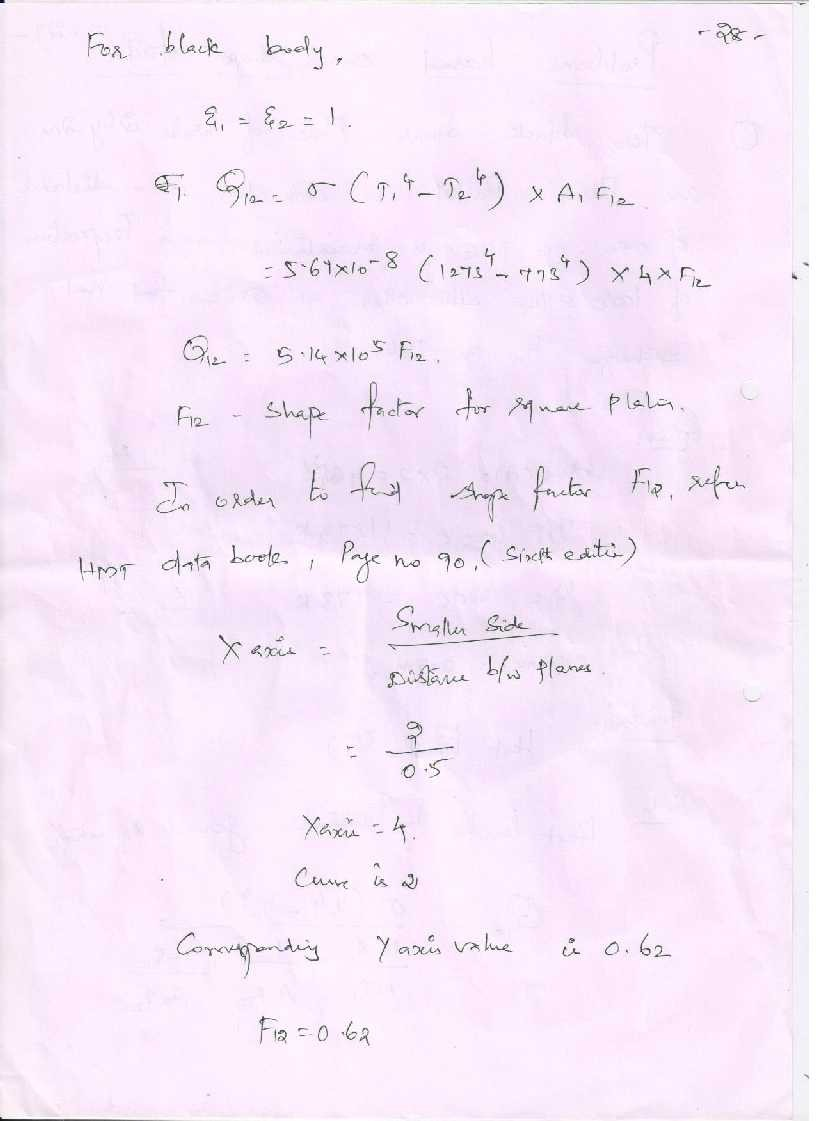 - 28 -
For black body,
ε₁ = ε₂ = 1.
Q₁₂ = σ (T₁⁴ - T₂⁴) × A₁ F₁₂
= 5.67×10⁻⁸ (1273⁴ - 773⁴) × 4 × F₁₂
Q₁₂ = 5.14 ×10⁵ F₁₂.
F₁₂ - Shape factor for square plates.
In order to find shape factor F₁₂, refer
HMT data book, Page no 90, (Sixth edition)
X axis = Smaller Side
Distance b/w planes.
= 2
0.5
X axis = 4.
Curve is 2
Corresponding Y axis value is 0.62
F₁₂ = 0.62